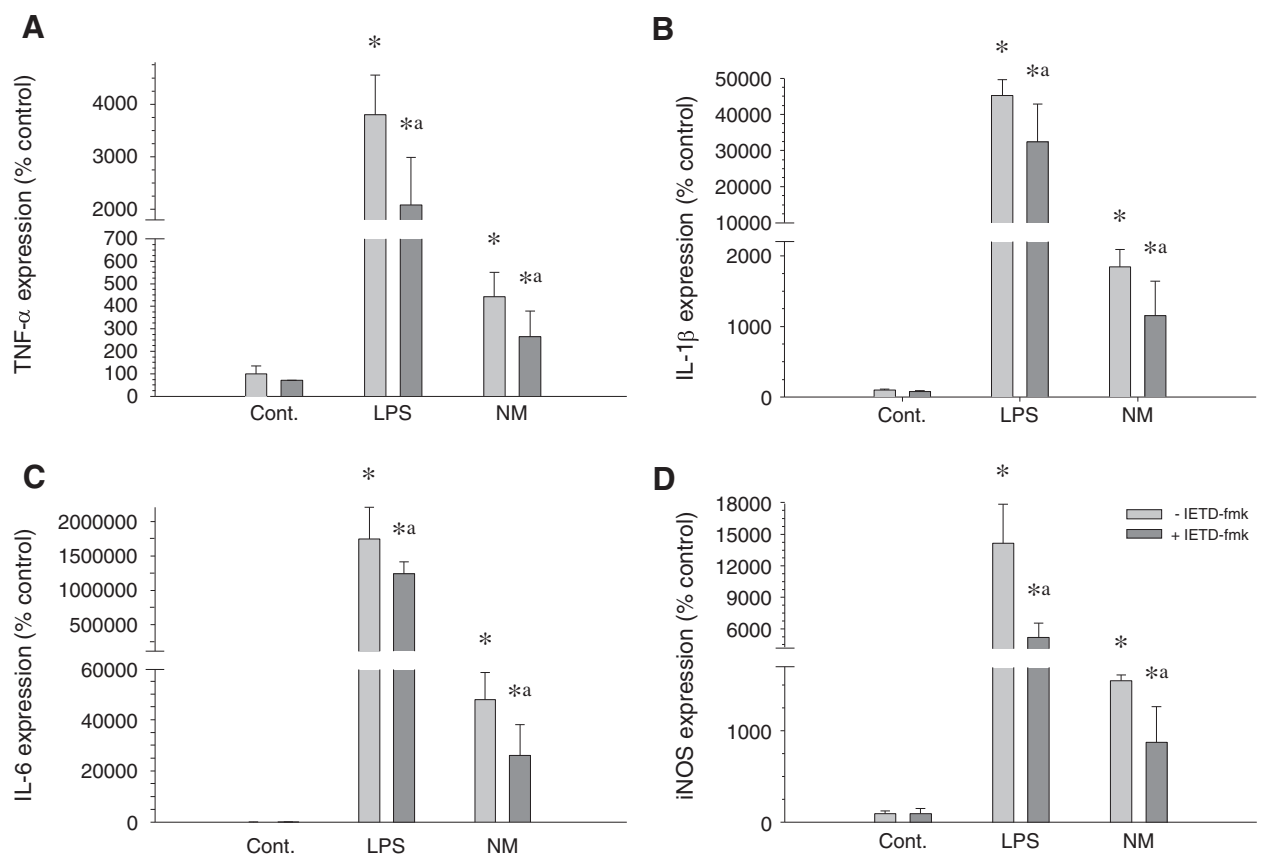 A
TNF-α expression (% control)
4000
3000
2000
700
600
500
400
300
200
100
0
*
*a
*
*a
Cont. LPS NM
B
IL-1β expression (% control)
50000
40000
30000
20000
10000
2000
1000
0
*
*a
*
*a
Cont. LPS NM
C
IL-6 expression (% control)
2000000
1500000
1000000
500000
60000
40000
20000
0
*
*a
*
*a
Cont. LPS NM
D
iNOS expression (% control)
18000
15000
12000
9000
6000
1000
0
*
*a
*
*a
- IETD-fmk
+ IETD-fmk
Cont. LPS NM